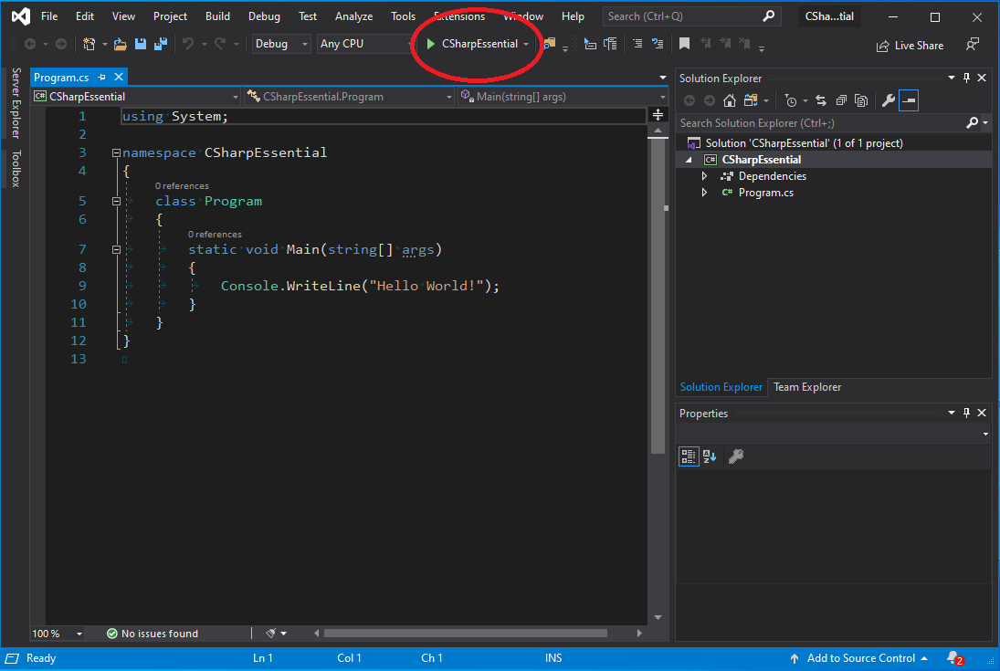 File Edit View Project Build Debug Test Analyze Tools Extensions Window Help Search (Ctrl+Q) CSha...tial
Debug Any CPU CSharpEssential Live Share
Server Explorer
Toolbox
Program.cs
CSharpEssential CSharpEssential.Program Main(string[] args)
1 using System;
2
3 namespace CSharpEssential
4 {
0 references
5 class Program
6 {
0 references
7 static void Main(string[] args)
8 {
9 Console.WriteLine("Hello World!");
10 }
11 }
12 }
13
100 % No issues found
Solution Explorer
Search Solution Explorer (Ctrl+;)
Solution 'CSharpEssential' (1 of 1 project)
C# CSharpEssential
Dependencies
C# Program.cs
Solution Explorer Team Explorer
Properties
Ready Ln 1 Col 1 Ch 1 INS Add to Source Control 2